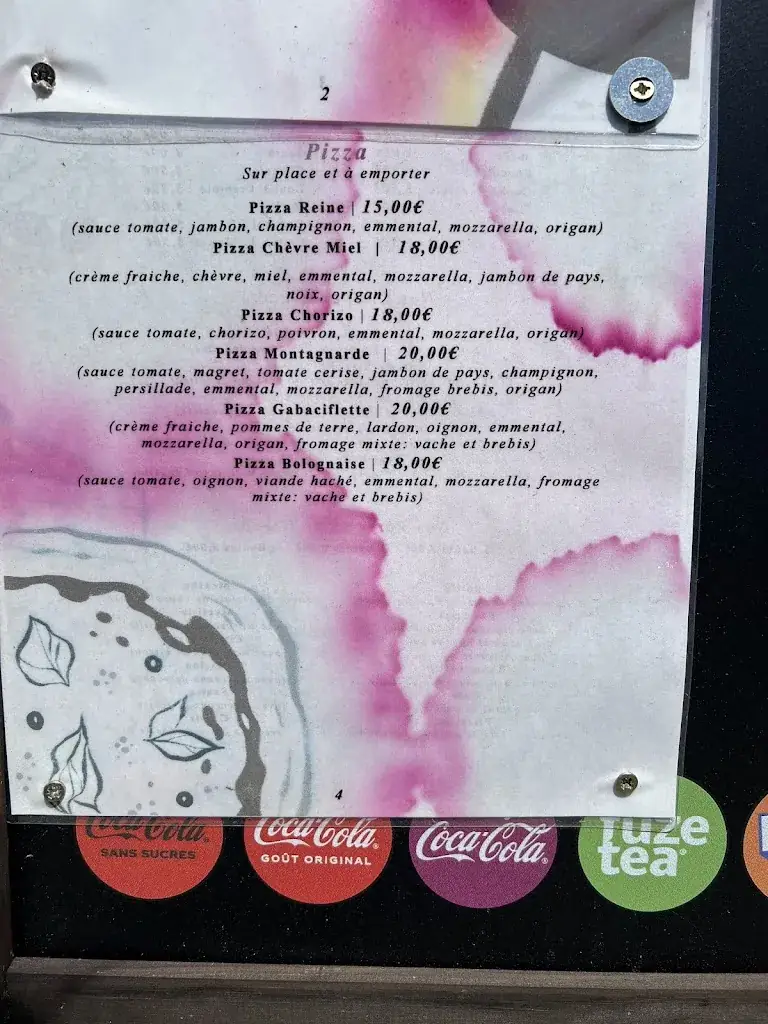 2
Pizza
Sur place et à emporter
Pizza Reine | 15,00€
(sauce tomate, jambon, champignon, emmental, mozzarella, origan)
Pizza Chèvre Miel | 18,00€
(crème fraiche, chèvre, miel, emmental, mozzarella, jambon de pays,
noix, origan)
Pizza Chorizo | 18,00€
(sauce tomate, chorizo, poivron, emmental, mozzarella, origan)
Pizza Montagnarde | 20,00€
(sauce tomate, magret, tomate cerise, jambon de pays, champignon,
persillade, emmental, mozzarella, fromage brebis, origan)
Pizza Gabaciflette | 20,00€
(crème fraiche, pommes de terre, lardon, oignon, emmental,
mozzarella, origan, fromage mixte: vache et brebis)
Pizza Bolognaise | 18,00€
(sauce tomate, oignon, viande haché, emmental, mozzarella, fromage
mixte: vache et brebis)
4
Coca-Cola
SANS SUCRES
Coca-Cola
GOÛT ORIGINAL
Coca-Cola
fuze
tea